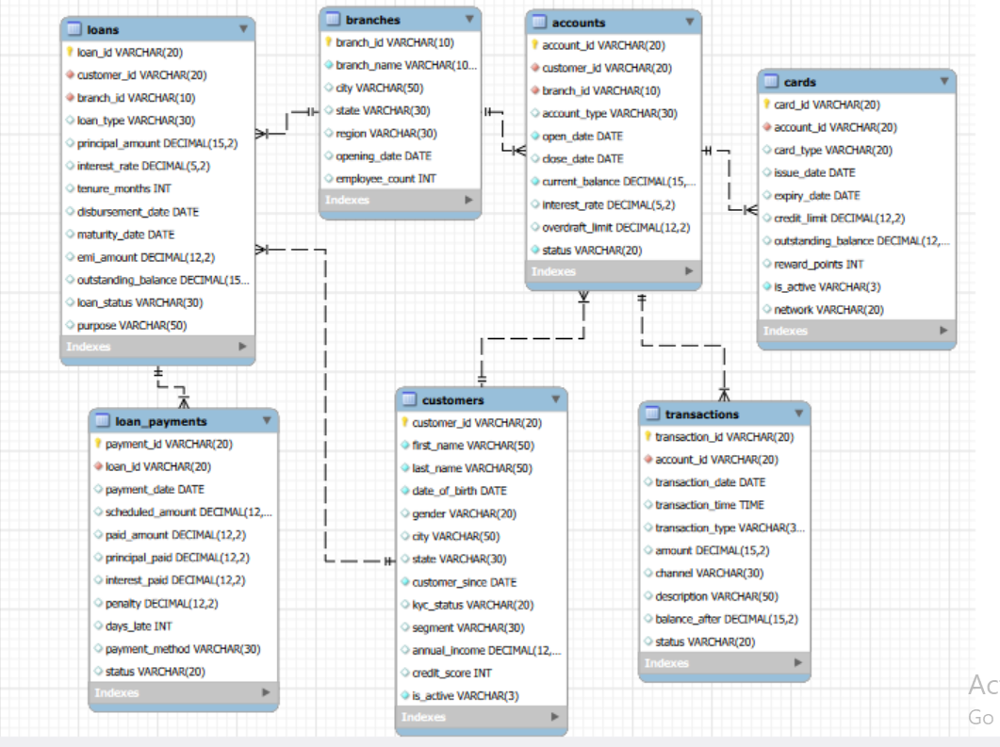 loans
loan_id VARCHAR(20)
customer_id VARCHAR(20)
branch_id VARCHAR(10)
loan_type VARCHAR(30)
principal_amount DECIMAL(15,2)
interest_rate DECIMAL(5,2)
tenure_months INT
disbursement_date DATE
maturity_date DATE
emi_amount DECIMAL(12,2)
outstanding_balance DECIMAL(15...
loan_status VARCHAR(30)
purpose VARCHAR(50)
Indexes
branches
branch_id VARCHAR(10)
branch_name VARCHAR(10...
city VARCHAR(50)
state VARCHAR(30)
region VARCHAR(30)
opening_date DATE
employee_count INT
Indexes
accounts
account_id VARCHAR(20)
customer_id VARCHAR(20)
branch_id VARCHAR(10)
account_type VARCHAR(30)
open_date DATE
close_date DATE
current_balance DECIMAL(15,...
interest_rate DECIMAL(5,2)
overdraft_limit DECIMAL(12,2)
status VARCHAR(20)
Indexes
cards
card_id VARCHAR(20)
account_id VARCHAR(20)
card_type VARCHAR(20)
issue_date DATE
expiry_date DATE
credit_limit DECIMAL(12,2)
outstanding_balance DECIMAL(12,...
reward_points INT
is_active VARCHAR(3)
network VARCHAR(20)
Indexes
loan_payments
payment_id VARCHAR(20)
loan_id VARCHAR(20)
payment_date DATE
scheduled_amount DECIMAL(12,...
paid_amount DECIMAL(12,2)
principal_paid DECIMAL(12,2)
interest_paid DECIMAL(12,2)
penalty DECIMAL(12,2)
days_late INT
payment_method VARCHAR(30)
status VARCHAR(20)
Indexes
customers
customer_id VARCHAR(20)
first_name VARCHAR(50)
last_name VARCHAR(50)
date_of_birth DATE
gender VARCHAR(20)
city VARCHAR(50)
state VARCHAR(30)
customer_since DATE
kyc_status VARCHAR(20)
segment VARCHAR(30)
annual_income DECIMAL(12,...
credit_score INT
is_active VARCHAR(3)
Indexes
transactions
transaction_id VARCHAR(20)
account_id VARCHAR(20)
transaction_date DATE
transaction_time TIME
transaction_type VARCHAR(3...
amount DECIMAL(15,2)
channel VARCHAR(30)
description VARCHAR(50)
balance_after DECIMAL(15,2)
status VARCHAR(20)
Indexes
Ac
Go